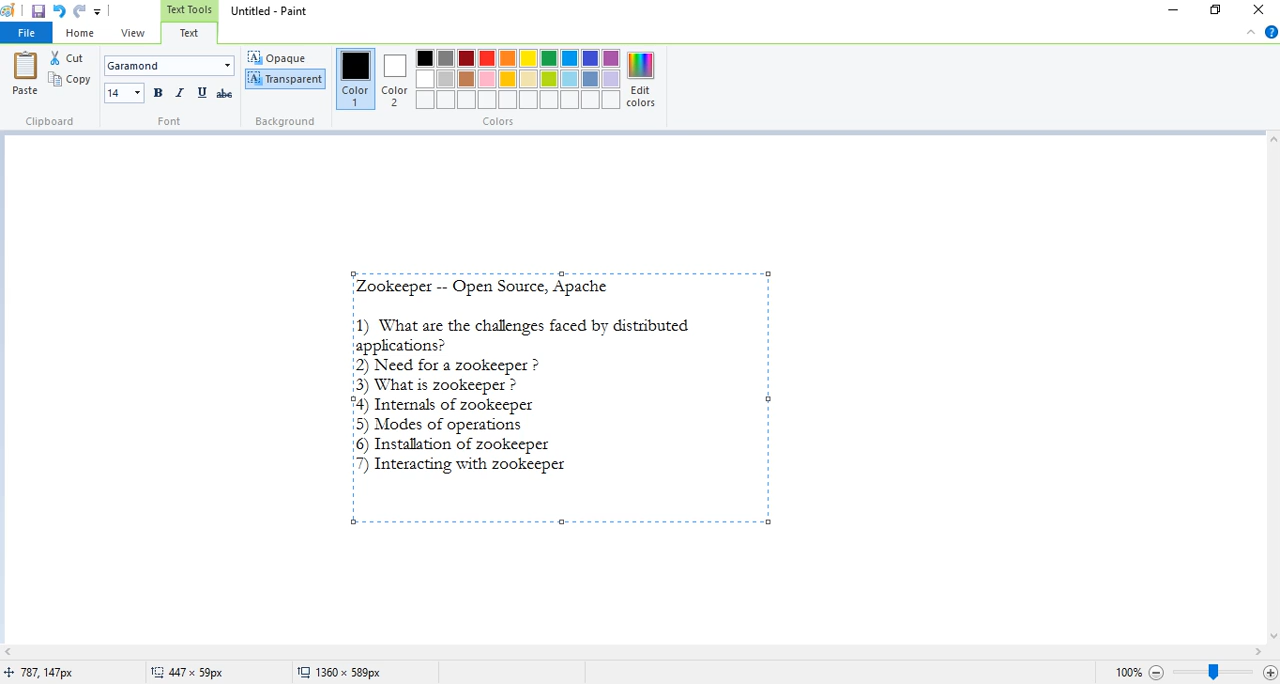 Text Tools
Untitled - Paint
File
Home
View
Text
Paste
Cut
Copy
Clipboard
Garamond
14
B I U abc
Font
Opaque
Transparent
Background
Color 1
Color 2
Edit colors
Colors
Zookeeper -- Open Source, Apache
1) What are the challenges faced by distributed
applications?
2) Need for a zookeeper ?
3) What is zookeeper ?
4) Internals of zookeeper
5) Modes of operations
6) Installation of zookeeper
7) Interacting with zookeeper
787, 147px
447 × 59px
1360 × 589px
100%